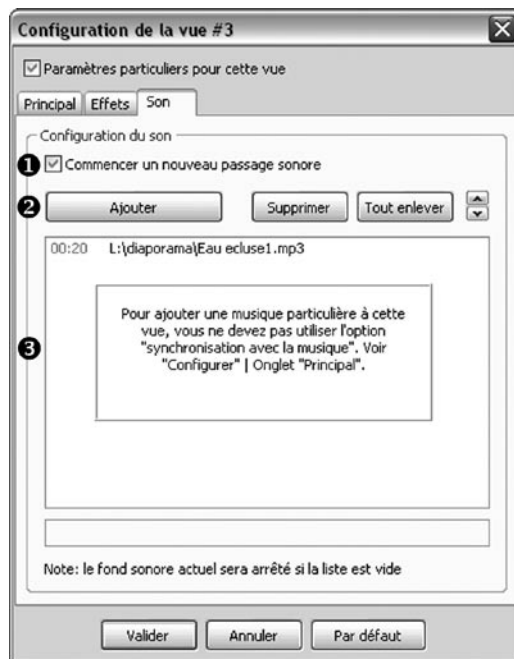 Configuration de la vue #3
Paramètres particuliers pour cette vue
Principal Effets Son
Configuration du son
❶ Commencer un nouveau passage sonore
❷ Ajouter Supprimer Tout enlever
00:20 L:\diaporama\Eau ecluse1.mp3
❸
Pour ajouter une musique particulière à cette
vue, vous ne devez pas utiliser l'option
"synchronisation avec la musique". Voir
"Configurer" | Onglet "Principal".
Note: le fond sonore actuel sera arrêté si la liste est vide
Valider Annuler Par défaut